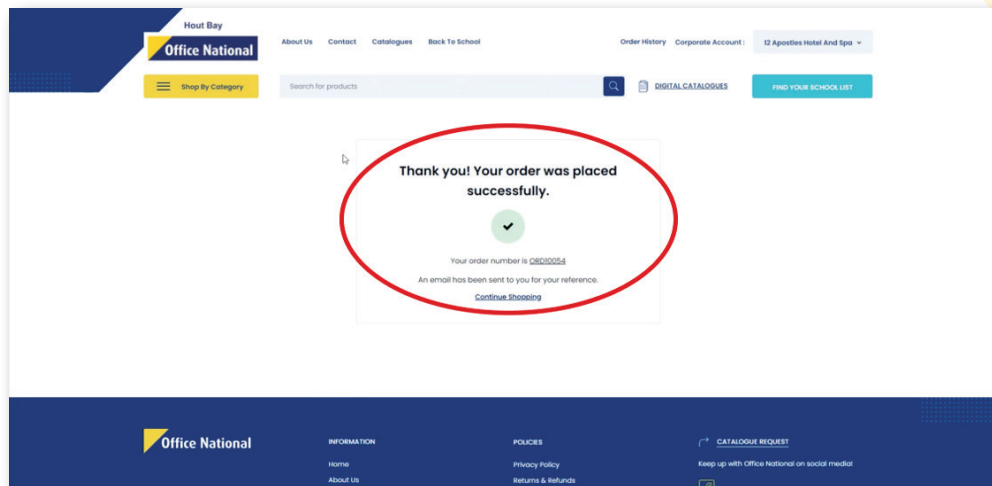 Hout Bay
Office National
About Us Contact Catalogues Back To School
Order History Corporate Account : 12 Apostles Hotel And Spa
Shop By Category
Search for products
DIGITAL CATALOGUES
FIND YOUR SCHOOL LIST
Thank you! Your order was placed
successfully.
Your order number is ORD10054
An email has been sent to you for your reference.
Continue Shopping
Office National
INFORMATION
Home
About Us
POLICIES
Privacy Policy
Returns & Refunds
CATALOGUE REQUEST
Keep up with Office National on social media!